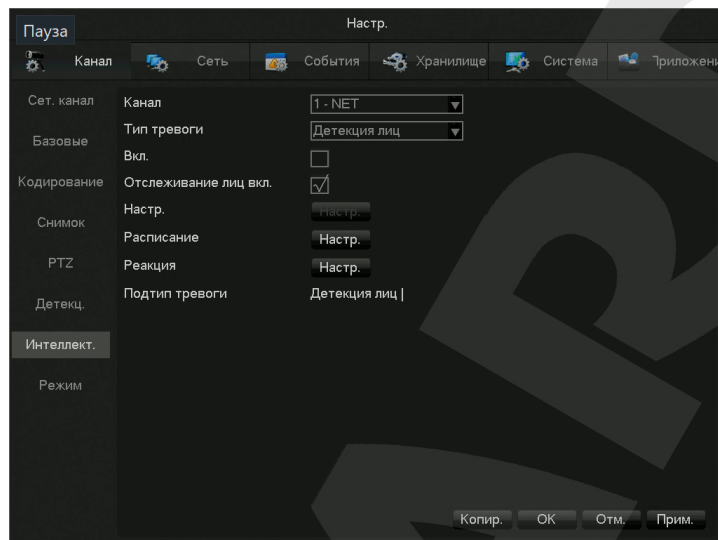 Пауза
Настр.
Канал Сеть События Хранилище Система Приложени
Сет. канал
Базовые
Кодирование
Снимок
PTZ
Детекц.
Интеллект.
Режим
Канал 1 - NET
Тип тревоги Детекция лиц
Вкл.
Отслеживание лиц вкл.
Настр. Настр.
Расписание Настр.
Реакция Настр.
Подтип тревоги Детекция лиц |
Копир. OK Отм. Прим.